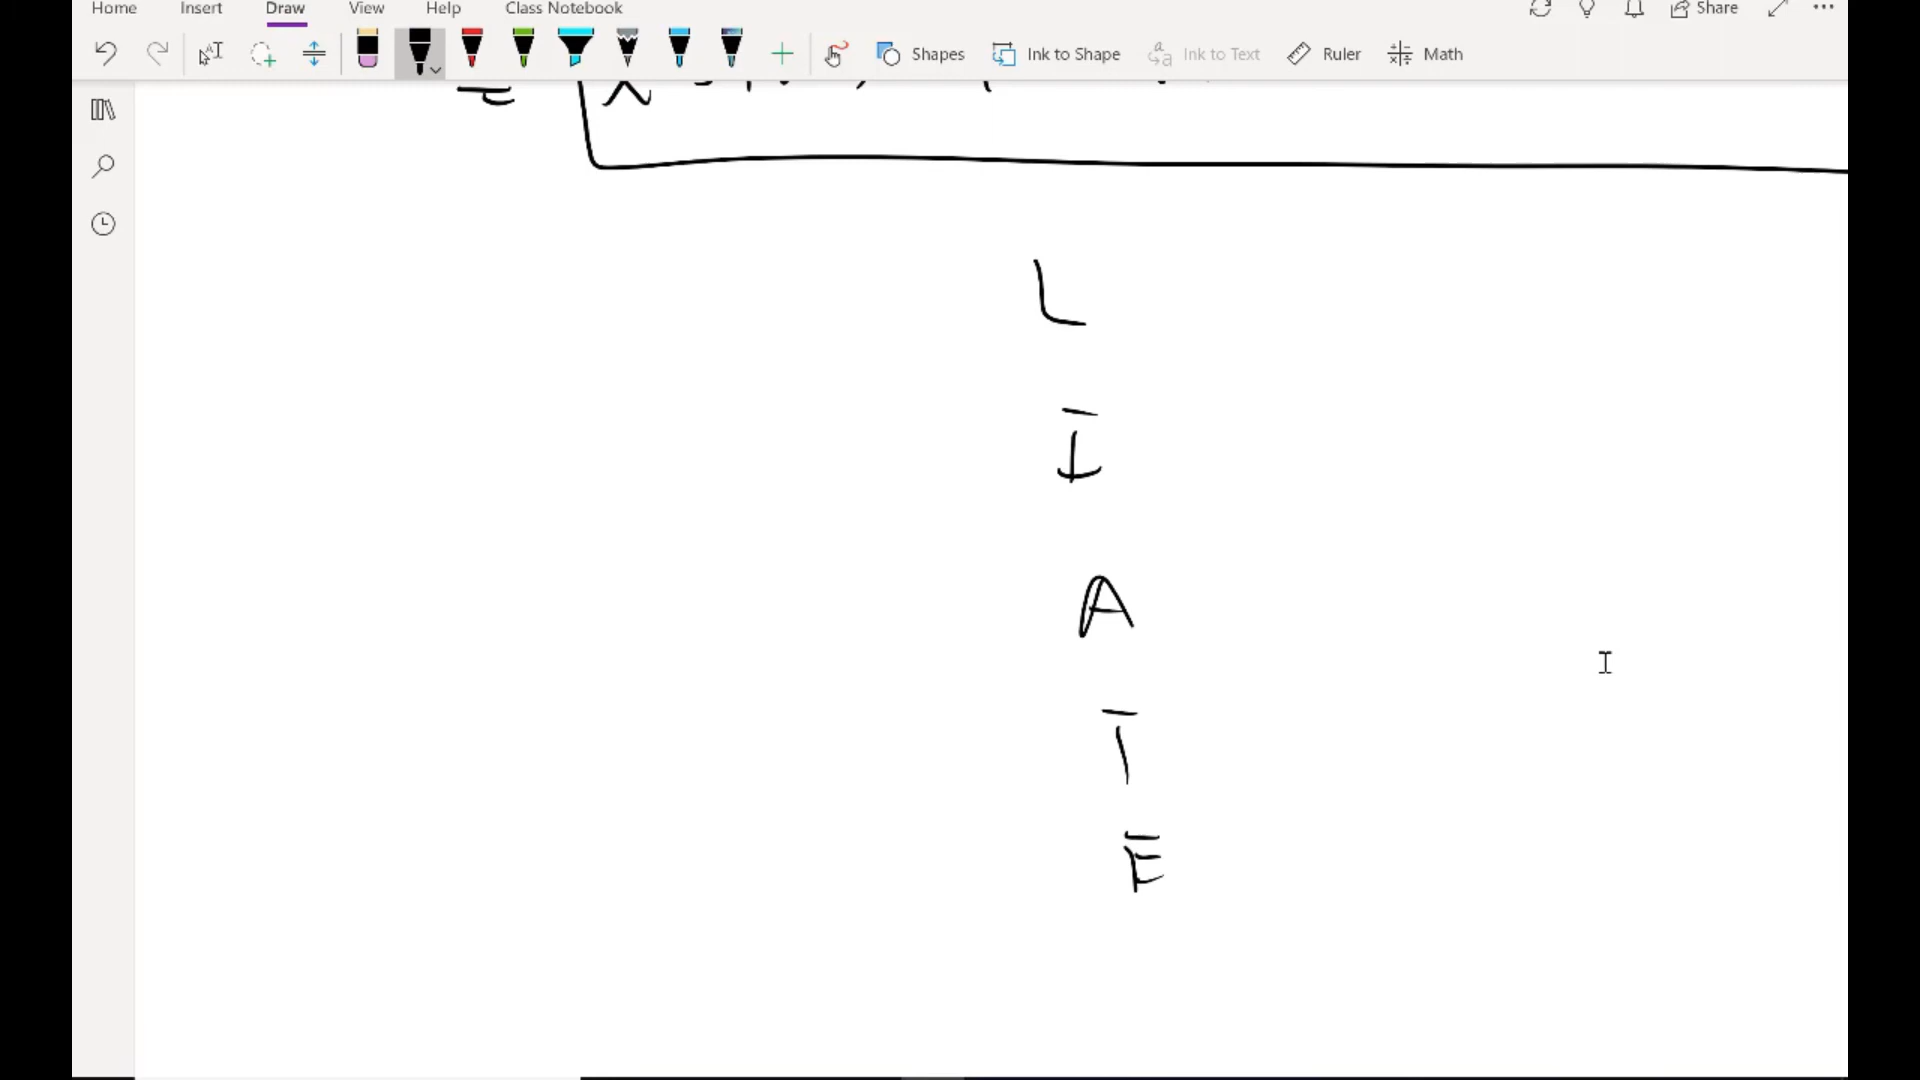 Home Insert Draw View Help Class Notebook Share
Shapes Ink to Shape Ink to Text Ruler Math
L
I
A
T
E